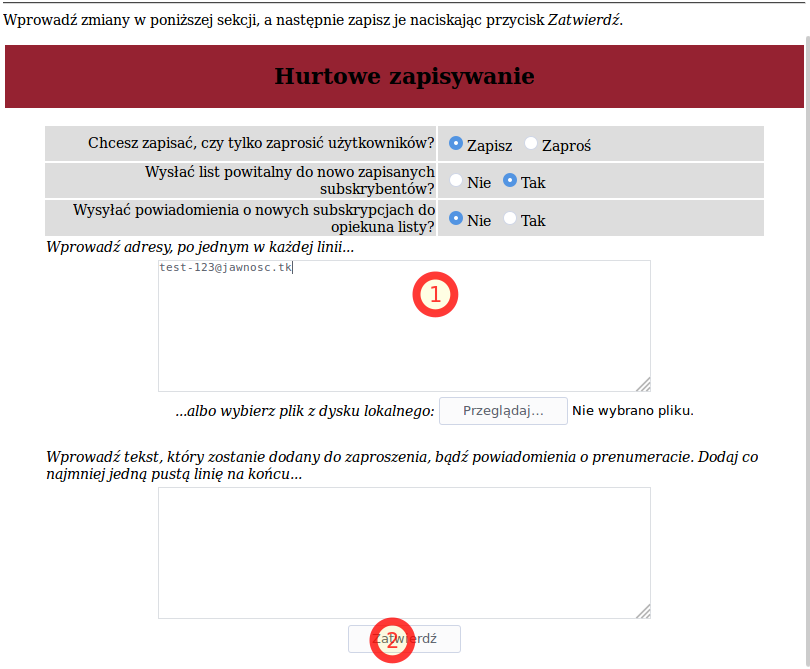 Wprowadź zmiany w poniższej sekcji, a następnie zapisz je naciskając przycisk Zatwierdź.
Hurtowe zapisywanie
Chcesz zapisać, czy tylko zaprosić użytkowników? Zapisz Zaproś
Wysłać list powitalny do nowo zapisanych
subskrybentów? Nie Tak
Wysyłać powiadomienia o nowych subskrypcjach do
opiekuna listy? Nie Tak
Wprowadź adresy, po jednym w każdej linii...
test-123@jawnosc.tk
1
...albo wybierz plik z dysku lokalnego: Przeglądaj... Nie wybrano pliku.
Wprowadź tekst, który zostanie dodany do zaproszenia, bądź powiadomienia o prenumeracie. Dodaj co
najmniej jedną pustą linię na końcu...
Zatwierdź
2